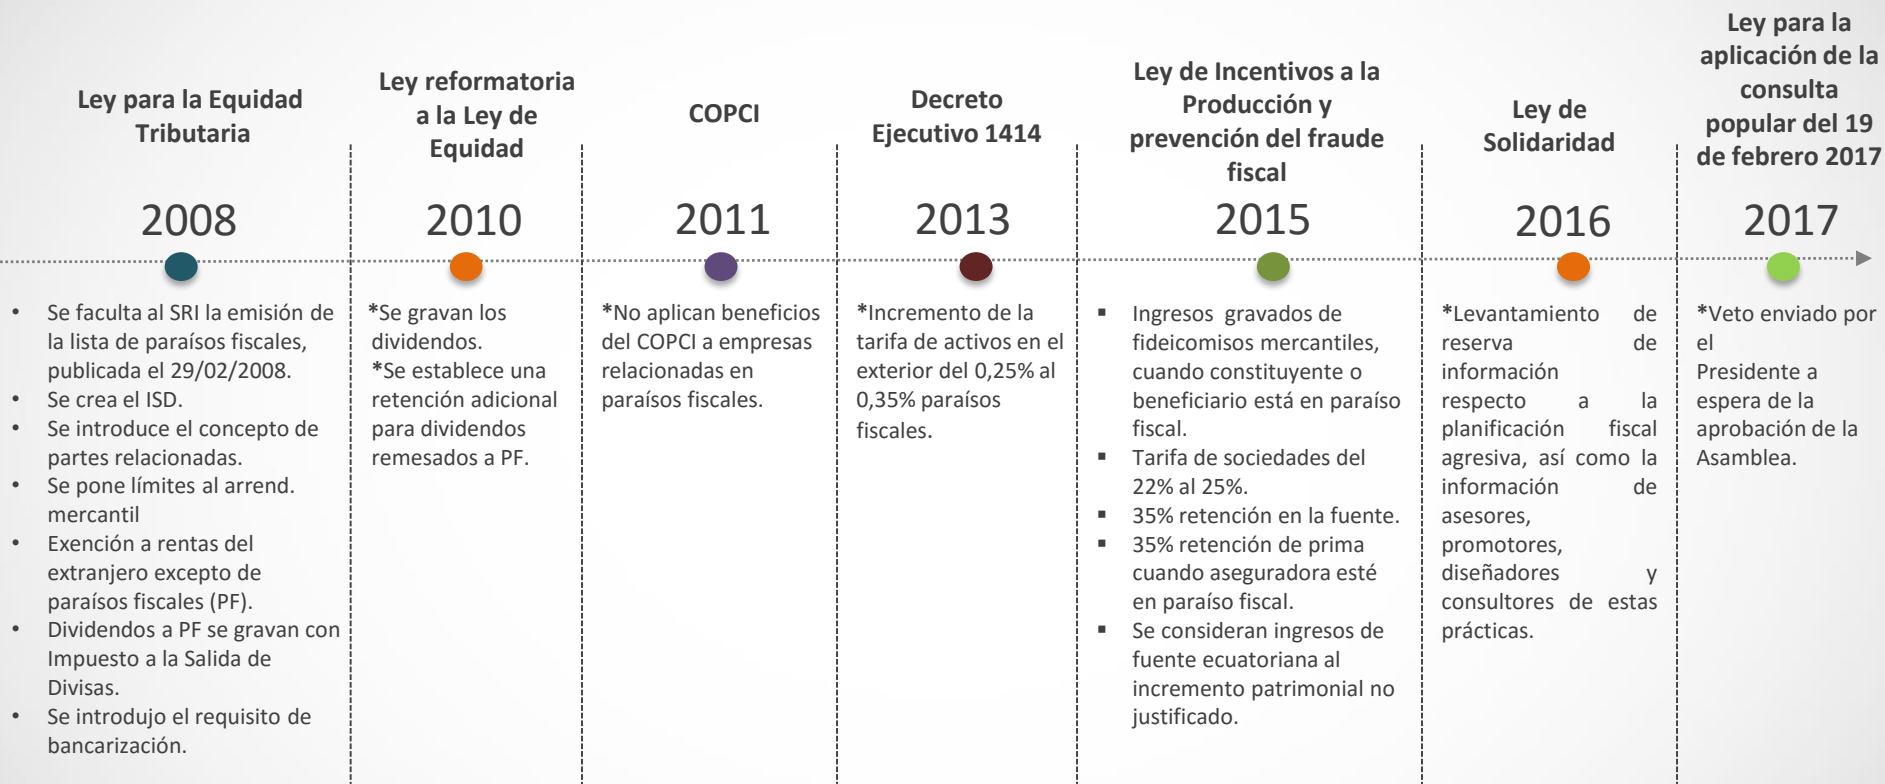 Ley para la Equidad
Tributaria
2008
• Se faculta al SRI la emisión de
la lista de paraísos fiscales,
publicada el 29/02/2008.
• Se crea el ISD.
• Se introduce el concepto de
partes relacionadas.
• Se pone límites al arrend.
mercantil
• Exención a rentas del
extranjero excepto de
paraísos fiscales (PF).
• Dividendos a PF se gravan con
Impuesto a la Salida de
Divisas.
• Se introdujo el requisito de
bancarización.
Ley reformatoria
a la Ley de
Equidad
2010
*Se gravan los
dividendos.
*Se establece una
retención adicional
para dividendos
remesados a PF.
COPCI
2011
*No aplican beneficios
del COPCI a empresas
relacionadas en
paraísos fiscales.
Decreto
Ejecutivo 1414
2013
*Incremento de la
tarifa de activos en el
exterior del 0,25% al
0,35% paraísos
fiscales.
Ley de Incentivos a la
Producción y
prevención del fraude
fiscal
2015
▪ Ingresos gravados de
fideicomisos mercantiles,
cuando constituyente o
beneficiario está en paraíso
fiscal.
▪ Tarifa de sociedades del
22% al 25%.
▪ 35% retención en la fuente.
▪ 35% retención de prima
cuando aseguradora esté
en paraíso fiscal.
▪ Se consideran ingresos de
fuente ecuatoriana al
incremento patrimonial no
justificado.
Ley de
Solidaridad
2016
*Levantamiento de
reserva de
información
respecto a la
planificación fiscal
agresiva, así como la
información de
asesores,
promotores,
diseñadores y
consultores de estas
prácticas.
Ley para la
aplicación de la
consulta
popular del 19
de febrero 2017
2017
*Veto enviado por
el
Presidente a
espera de la
aprobación de la
Asamblea.